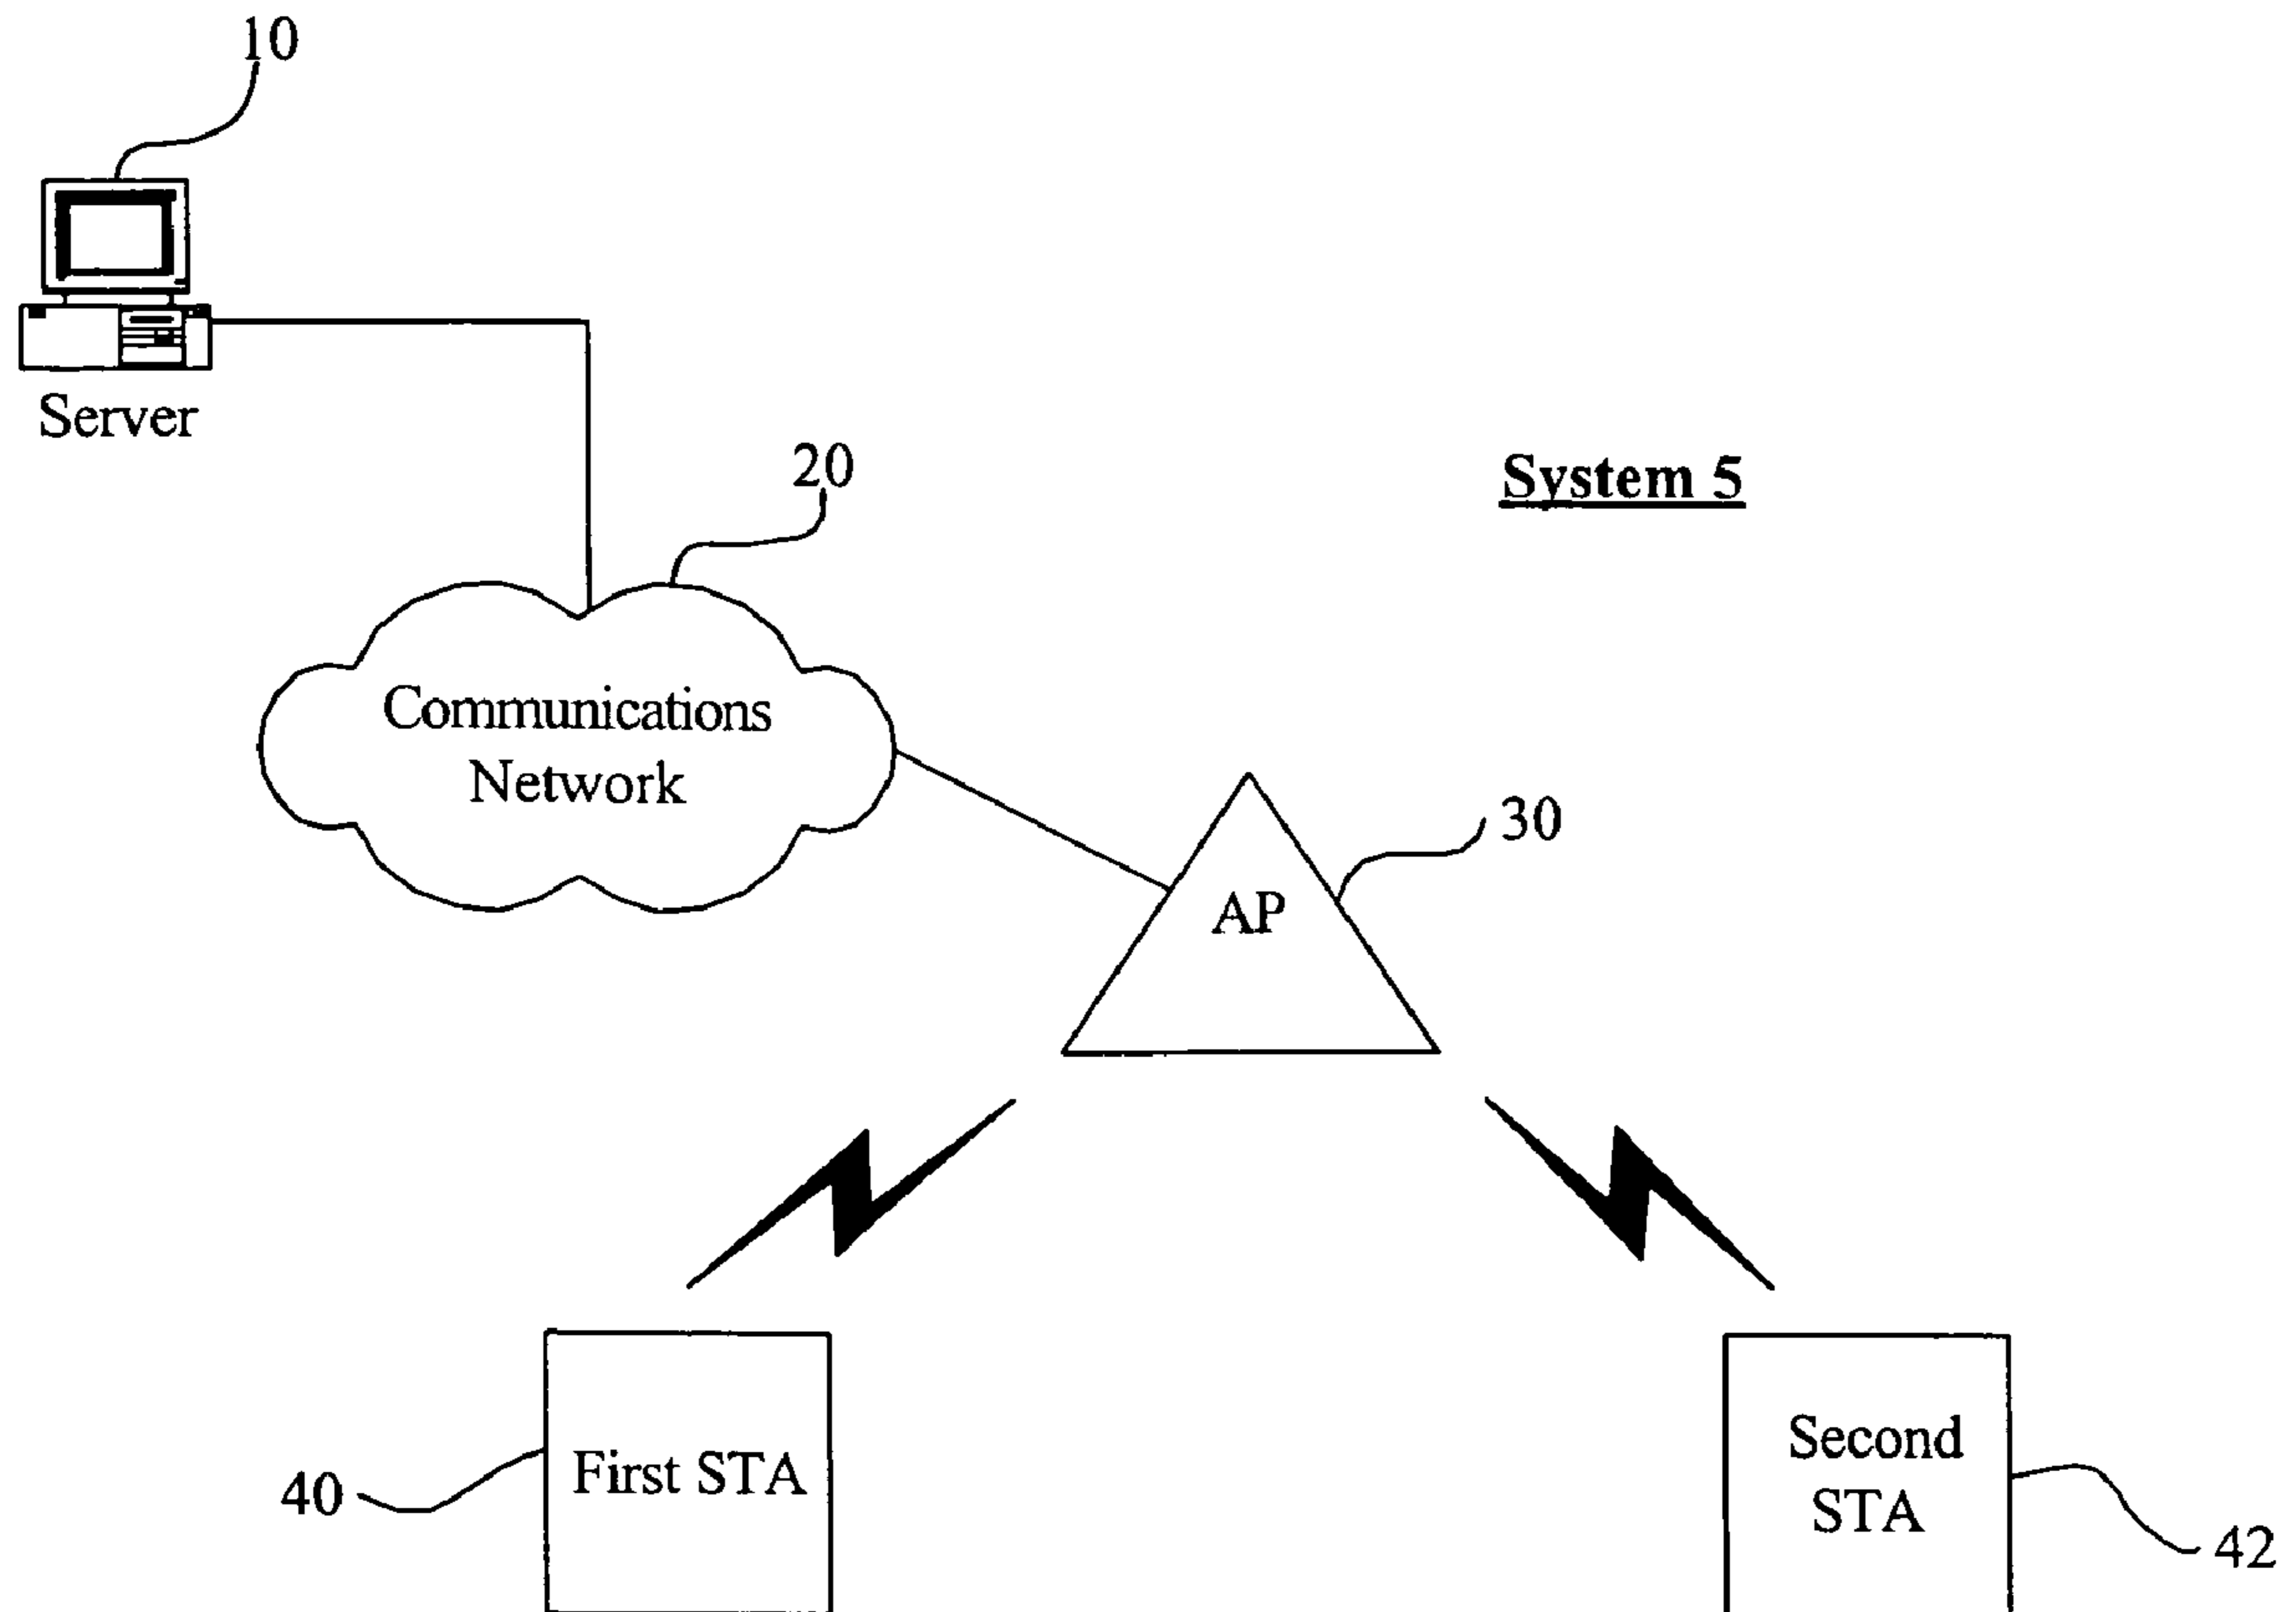 10
Server
20
System 5
Communications
Network
30
AP
First STA
40
Second
STA
42